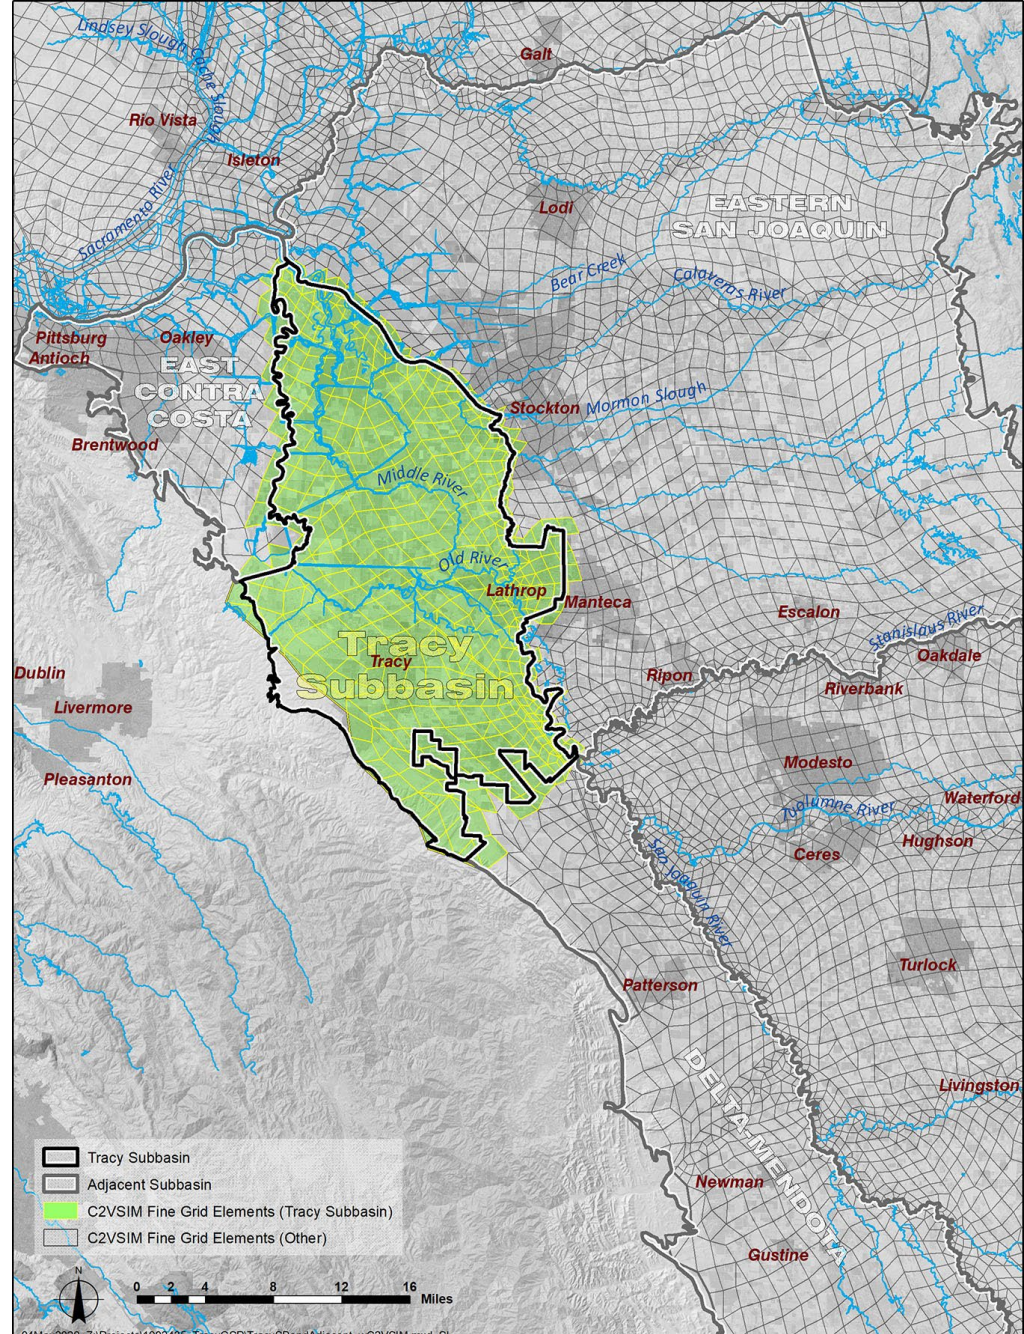 Lindsey Slough
Cache Slough
Galt
Rio Vista
Isleton
Sacramento River
Lodi
EASTERN
SAN JOAQUIN
Bear Creek
Calaveras River
Pittsburg
Oakley
Antioch
EAST
CONTRA
COSTA
Stockton
Mormon Slough
Brentwood
Middle River
Old River
Lathrop
Manteca
Escalon
Stanislaus River
Tracy
Subbasin
Tracy
Oakdale
Dublin
Ripon
Riverbank
Livermore
Modesto
Pleasanton
Waterford
Tuolumne River
Hughson
Ceres
San Joaquin River
Turlock
Patterson
DELTA-MENDOTA
Livingston
Newman
Gustine
Tracy Subbasin
Adjacent Subbasin
C2VSIM Fine Grid Elements (Tracy Subbasin)
C2VSIM Fine Grid Elements (Other)
N
0 2 4 8 12 16
Miles